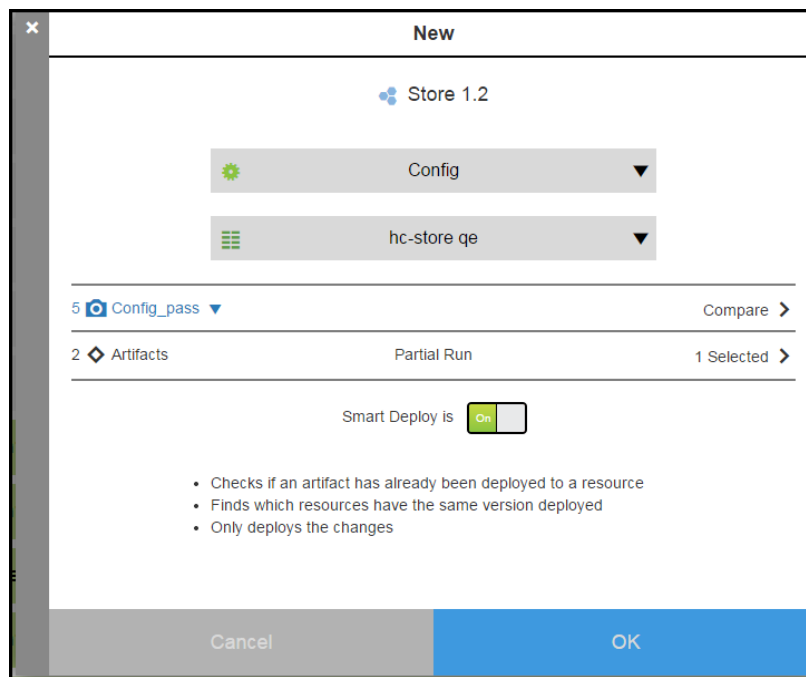 New
Store 1.2
Config
hc-store qe
5 Config_pass Compare
2 Artifacts Partial Run 1 Selected
Smart Deploy is On
• Checks if an artifact has already been deployed to a resource
• Finds which resources have the same version deployed
• Only deploys the changes
Cancel OK